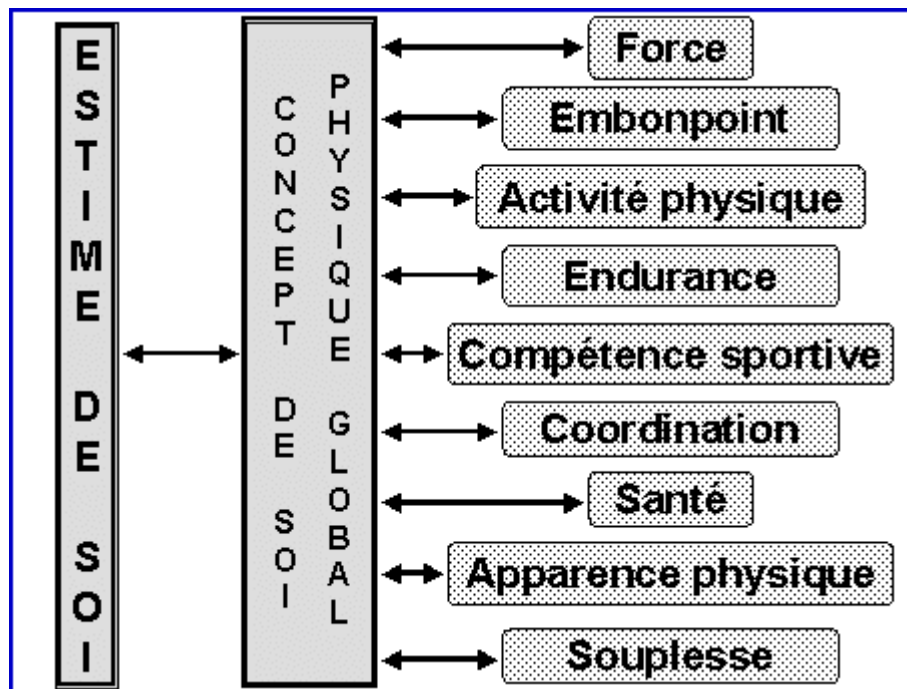 ESTIME DE SOI
CONCEPT DE SOI
PHYSIQUE GLOBAL
Force
Embonpoint
Activité physique
Endurance
Compétence sportive
Coordination
Santé
Apparence physique
Souplesse